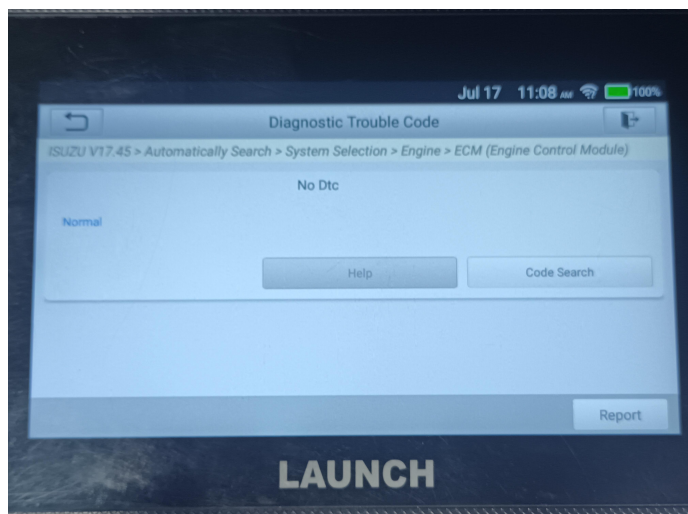 Jul 17 11:08 AM 100%
Diagnostic Trouble Code
ISUZU V17.45 > Automatically Search > System Selection > Engine > ECM (Engine Control Module)
No Dtc
Normal
Help
Code Search
Report
LAUNCH